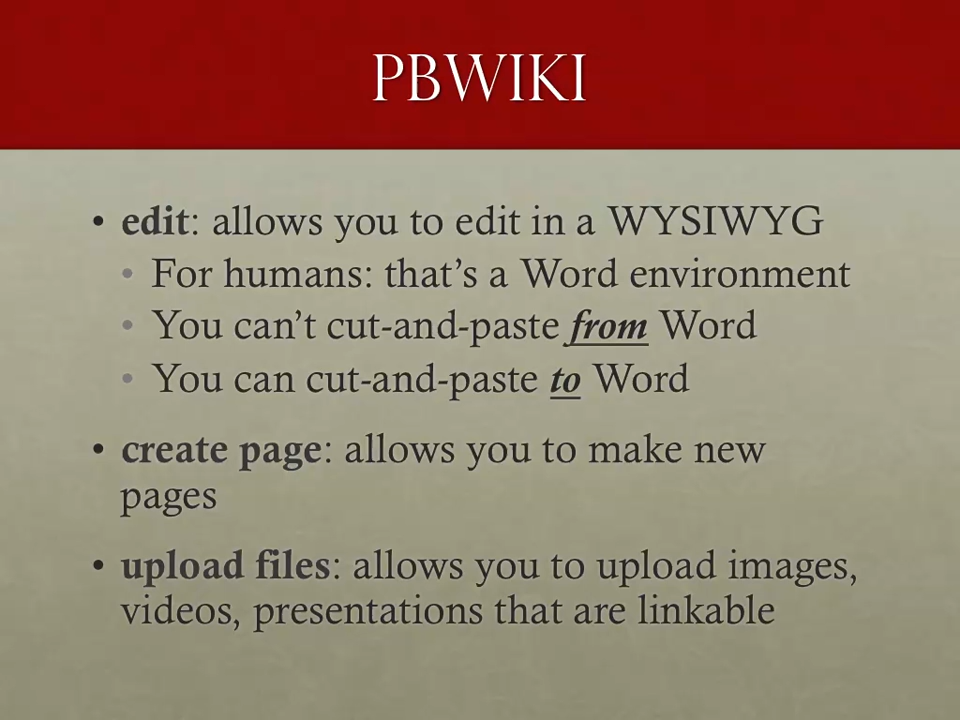 PBWIKI
• edit: allows you to edit in a WYSIWYG
• For humans: that’s a Word environment
• You can’t cut-and-paste from Word
• You can cut-and-paste to Word
• create page: allows you to make new
pages
• upload files: allows you to upload images,
videos, presentations that are linkable